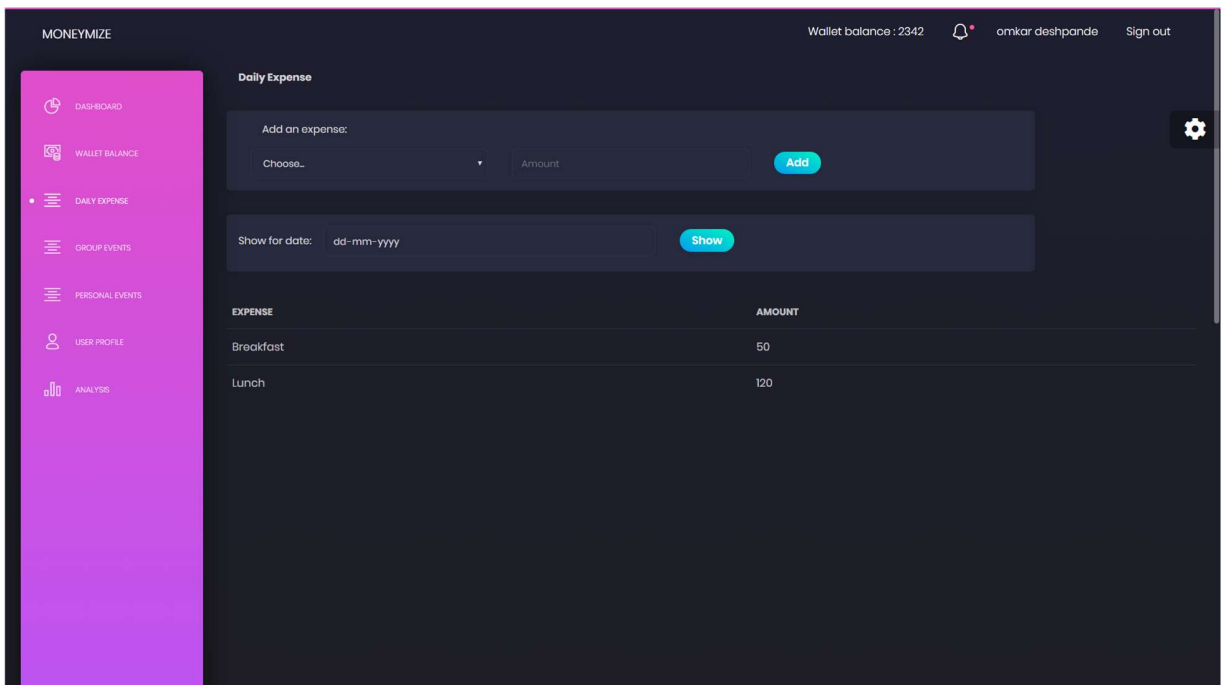 MONEYMIZE
Wallet balance : 2342
omkar deshpande
Sign out
DASHBOARD
WALLET BALANCE
DAILY EXPENSE
GROUP EVENTS
PERSONAL EVENTS
USER PROFILE
ANALYSIS
Daily Expense
Add an expense:
Choose...
Amount
Add
Show for date:
dd-mm-yyyy
Show
EXPENSE AMOUNT
Breakfast 50
Lunch 120